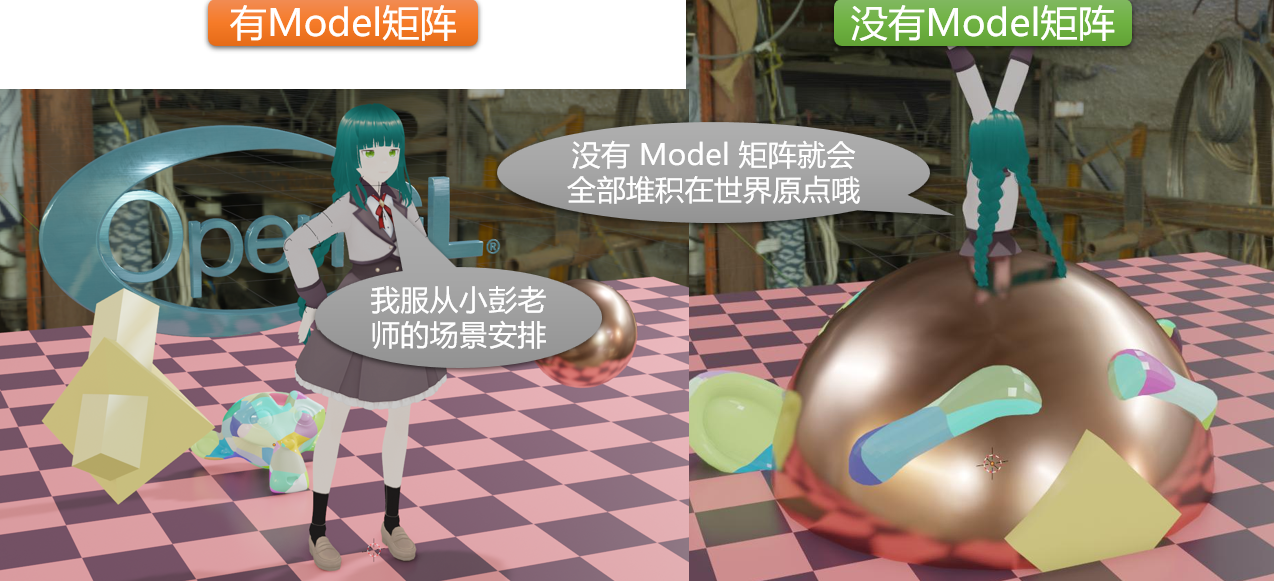 有Model矩阵
没有Model矩阵
没有 Model 矩阵就会
全部堆积在世界原点哦
OpenGL®
我服从小彭老
师的场景安排